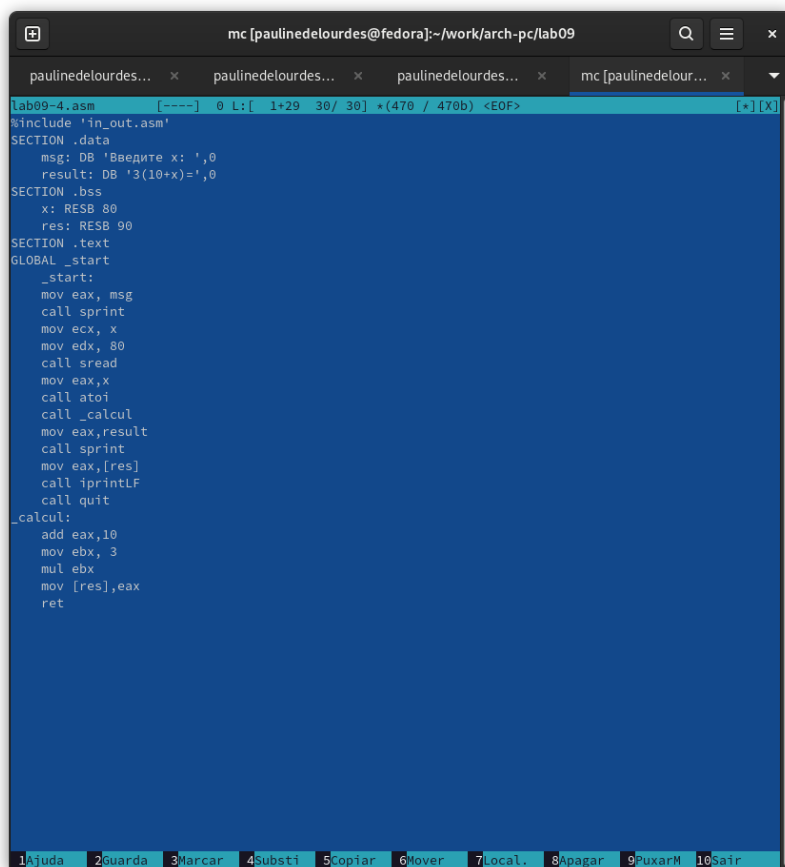 mc [paulinedelourdes@fedora]:~/work/arch-pc/lab09
paulinedelourdes... × paulinedelourdes... × paulinedelourdes... × mc [paulinedelour... ×
lab09-4.asm [----] 0 L:[ 1+29 30/ 30] *(470 / 470b) <EOF> [*][X]
%include 'in_out.asm'
SECTION .data
    msg: DB 'Введите x: ',0
    result: DB '3(10+x)=',0
SECTION .bss
    x: RESB 80
    res: RESB 90
SECTION .text
GLOBAL _start
    _start:
    mov eax, msg
    call sprint
    mov ecx, x
    mov edx, 80
    call sread
    mov eax,x
    call atoi
    call _calcul
    mov eax,result
    call sprint
    mov eax,[res]
    call iprintLF
    call quit
_calcul:
    add eax,10
    mov ebx, 3
    mul ebx
    mov [res],eax
    ret
1Ajuda 2Guarda 3Marcar 4Substi 5Copiar 6Mover 7Local. 8Apagar 9PuxarM 10Sair